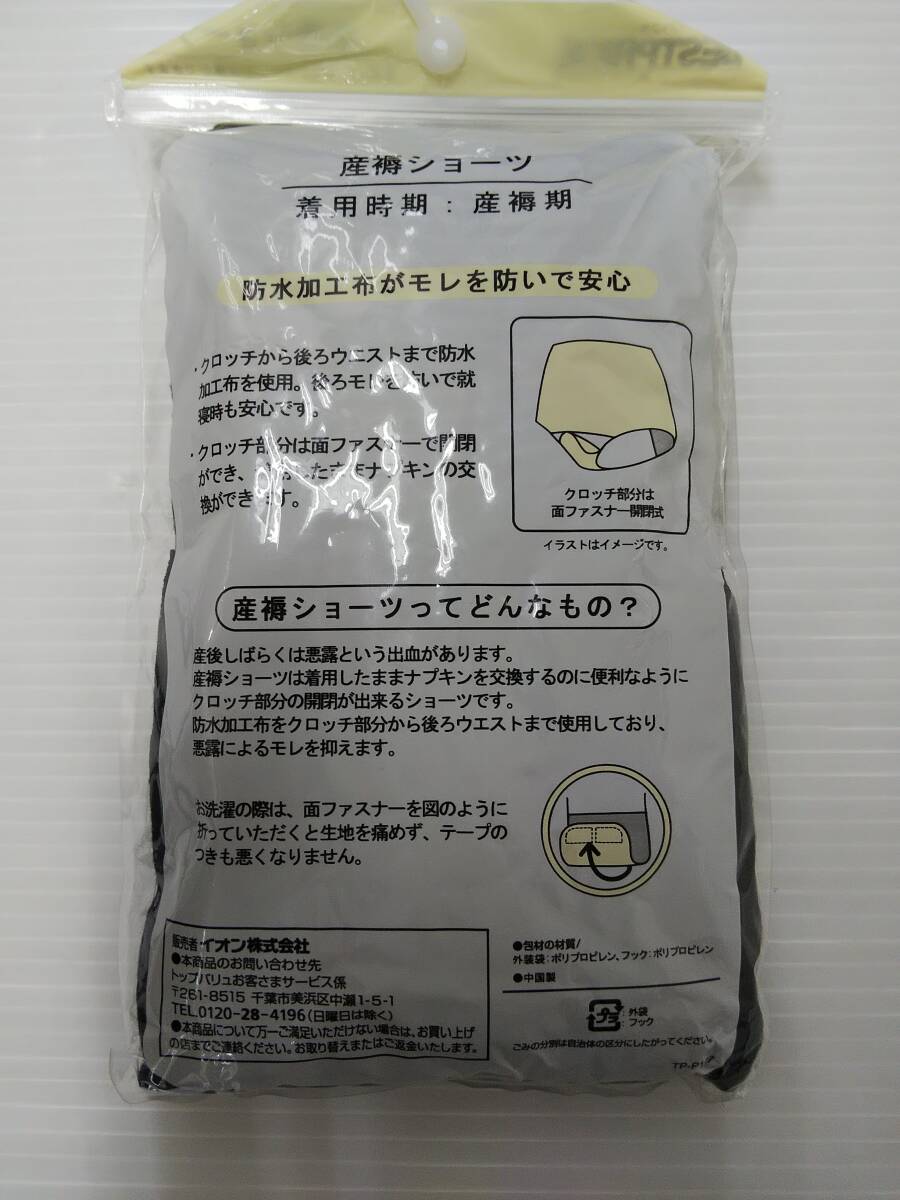 産褥ショーツ
着用時期：産褥期
防水加工布がモレを防いで安心
・クロッチから後ろウエストまで防水
加工布を使用。後ろモレを防いで就
寝時も安心です。
・クロッチ部分は面ファスナーで開閉
ができ、 たままナプキンの交
換ができます。
クロッチ部分は
面ファスナー開閉式
イラストはイメージです。
産褥ショーツってどんなもの？
産後しばらくは悪露という出血があります。
産褥ショーツは着用したままナプキンを交換するのに便利なように
クロッチ部分の開閉が出来るショーツです。
防水加工布をクロッチ部分から後ろウエストまで使用しており、
悪露によるモレを抑えます。
お洗濯の際は、面ファスナーを図のように
折っていただくと生地を痛めず、テープの
つきも悪くなりません。
販売者・イオン株式会社
●本商品のお問い合わせ先
トップバリュお客さまサービス係
〒261-8515 千葉市美浜区中瀬1-5-1
TEL.0120-28-4196(日曜日は除く)
●本商品について万一ご満足いただけない場合は、お買い上げ
の店までご連絡ください。お取り替えまたはご返金いたします。
●包材の材質/
外装袋:ポリプロピレン、フック:ポリプロピレン
●中国製
プラ : 外袋
: フック
ごみの分別は自治体の区分にしたがってください。